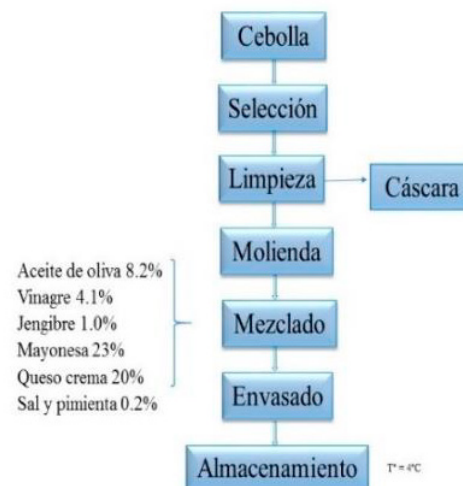 Cebolla
Selección
Limpieza
Cáscara
Molienda
Aceite de oliva 8.2%
Vinagre 4.1%
Jengibre 1.0%
Mayonesa 23%
Queso crema 20%
Sal y pimienta 0.2%
Mezclado
Envasado
Almacenamiento
T° = 4°C